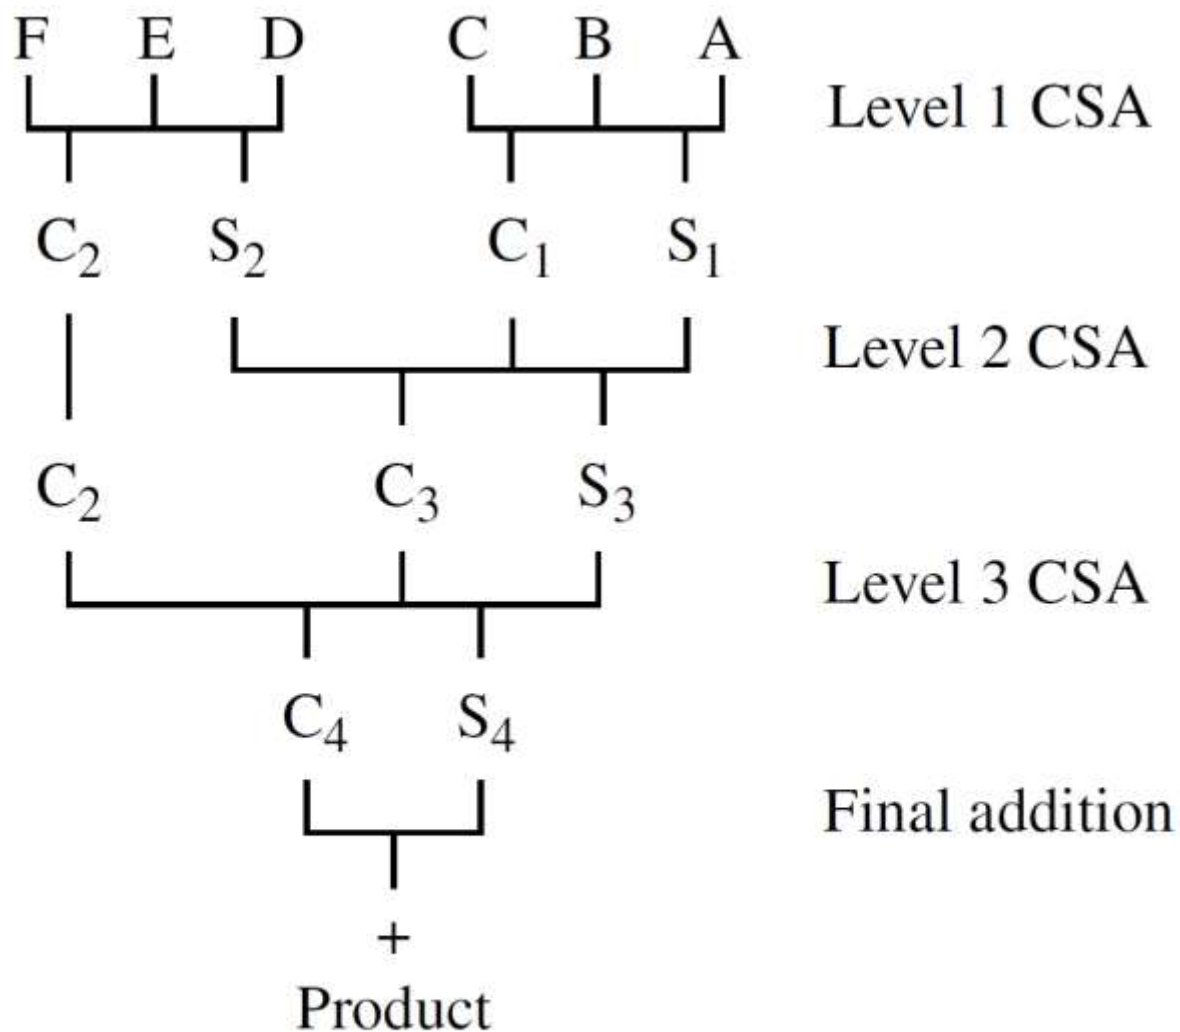 F E D C B A
Level 1 CSA
C₂ S₂ C₁ S₁
Level 2 CSA
C₂ C₃ S₃
Level 3 CSA
C₄ S₄
Final addition
+
Product